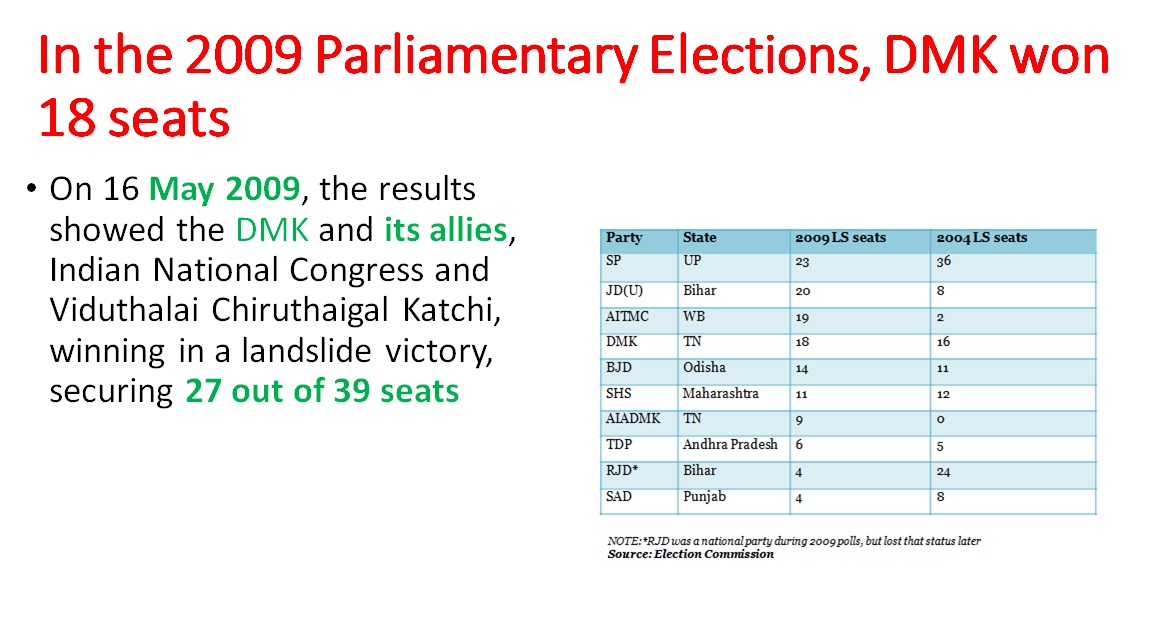 In the 2009 Parliamentary Elections, DMK won
18 seats
• On 16 May 2009, the results
showed the DMK and its allies,
Indian National Congress and
Viduthalai Chiruthaigal Katchi,
winning in a landslide victory,
securing 27 out of 39 seats
Party State 2009 LS seats 2004 LS seats
SP UP 23 36
JD(U) Bihar 20 8
AITMC WB 19 2
DMK TN 18 16
BJD Odisha 14 11
SHS Maharashtra 11 12
AIADMK TN 9 0
TDP Andhra Pradesh 6 5
RJD* Bihar 4 24
SAD Punjab 4 8
NOTE:*RJD was a national party during 2009 polls, but lost that status later
Source: Election Commission